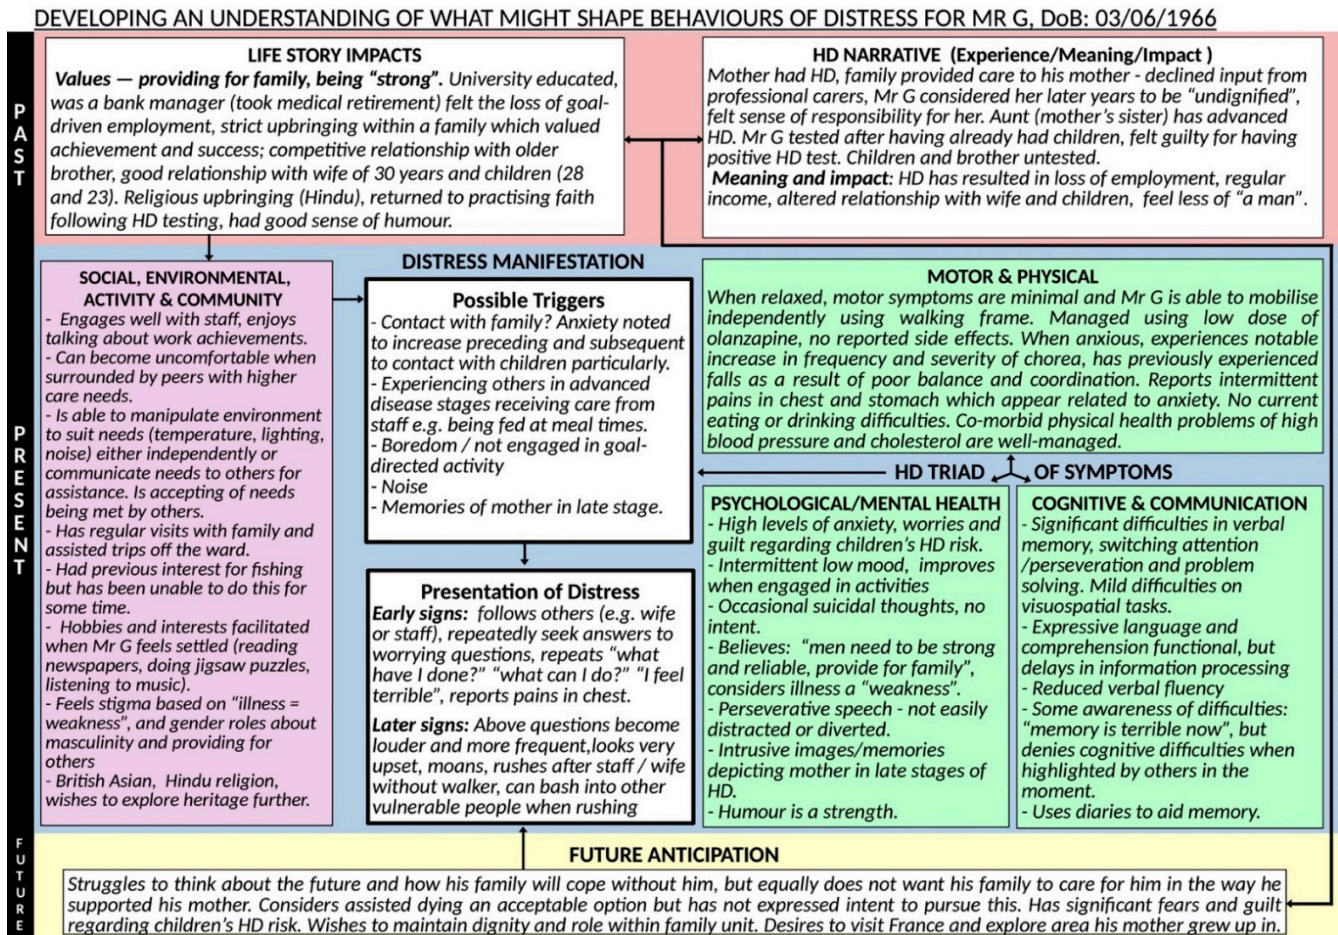 DEVELOPING AN UNDERSTANDING OF WHAT MIGHT SHAPE BEHAVIOURS OF DISTRESS FOR MR G, DoB: 03/06/1966
PAST
LIFE STORY IMPACTS
Values — providing for family, being “strong”. University educated,
was a bank manager (took medical retirement) felt the loss of goal-
driven employment, strict upbringing within a family which valued
achievement and success; competitive relationship with older
brother, good relationship with wife of 30 years and children (28
and 23). Religious upbringing (Hindu), returned to practising faith
following HD testing, had good sense of humour.
HD NARRATIVE (Experience/Meaning/Impact )
Mother had HD, family provided care to his mother - declined input from
professional carers, Mr G considered her later years to be “undignified”,
felt sense of responsibility for her. Aunt (mother’s sister) has advanced
HD. Mr G tested after having already had children, felt guilty for having
positive HD test. Children and brother untested.
Meaning and impact: HD has resulted in loss of employment, regular
income, altered relationship with wife and children, feel less of “a man”.
PRESENT
SOCIAL, ENVIRONMENTAL,
ACTIVITY & COMMUNITY
- Engages well with staff, enjoys
talking about work achievements.
- Can become uncomfortable when
surrounded by peers with higher
care needs.
- Is able to manipulate environment
to suit needs (temperature, lighting,
noise) either independently or
communicate needs to others for
assistance. Is accepting of needs
being met by others.
- Has regular visits with family and
assisted trips off the ward.
- Had previous interest for fishing
but has been unable to do this for
some time.
- Hobbies and interests facilitated
when Mr G feels settled (reading
newspapers, doing jigsaw puzzles,
listening to music).
- Feels stigma based on “illness =
weakness”, and gender roles about
masculinity and providing for
others
- British Asian, Hindu religion,
wishes to explore heritage further.
DISTRESS MANIFESTATION
Possible Triggers
- Contact with family? Anxiety noted
to increase preceding and subsequent
to contact with children particularly.
- Experiencing others in advanced
disease stages receiving care from
staff e.g. being fed at meal times.
- Boredom / not engaged in goal-
directed activity
- Noise
- Memories of mother in late stage.
Presentation of Distress
Early signs: follows others (e.g. wife
or staff), repeatedly seek answers to
worrying questions, repeats “what
have I done?” “what can I do?” “I feel
terrible”, reports pains in chest.
Later signs: Above questions become
louder and more frequent,looks very
upset, moans, rushes after staff / wife
without walker, can bash into other
vulnerable people when rushing
MOTOR & PHYSICAL
When relaxed, motor symptoms are minimal and Mr G is able to mobilise
independently using walking frame. Managed using low dose of
olanzapine, no reported side effects. When anxious, experiences notable
increase in frequency and severity of chorea, has previously experienced
falls as a result of poor balance and coordination. Reports intermittent
pains in chest and stomach which appear related to anxiety. No current
eating or drinking difficulties. Co-morbid physical health problems of high
blood pressure and cholesterol are well-managed.
HD TRIAD OF SYMPTOMS
PSYCHOLOGICAL/MENTAL HEALTH
- High levels of anxiety, worries and
guilt regarding children’s HD risk.
- Intermittent low mood, improves
when engaged in activities
- Occasional suicidal thoughts, no
intent.
- Believes: “men need to be strong
and reliable, provide for family”,
considers illness a “weakness”.
- Perseverative speech - not easily
distracted or diverted.
- Intrusive images/memories
depicting mother in late stages of
HD.
- Humour is a strength.
COGNITIVE & COMMUNICATION
- Significant difficulties in verbal
memory, switching attention
/perseveration and problem
solving. Mild difficulties on
visuospatial tasks.
- Expressive language and
comprehension functional, but
delays in information processing
- Reduced verbal fluency
- Some awareness of difficulties:
“memory is terrible now”, but
denies cognitive difficulties when
highlighted by others in the
moment.
- Uses diaries to aid memory.
FUTURE
FUTURE ANTICIPATION
Struggles to think about the future and how his family will cope without him, but equally does not want his family to care for him in the way he
supported his mother. Considers assisted dying an acceptable option but has not expressed intent to pursue this. Has significant fears and guilt
regarding children’s HD risk. Wishes to maintain dignity and role within family unit. Desires to visit France and explore area his mother grew up in.